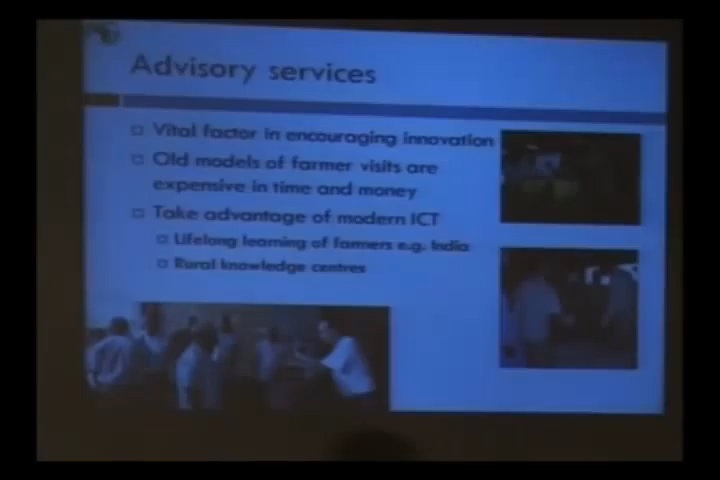 Advisory services
Vital factor in encouraging innovation
Old models of farmer visits are
expensive in time and money
Take advantage of modern ICT
Lifelong learning of farmers e.g. India
Rural knowledge centres